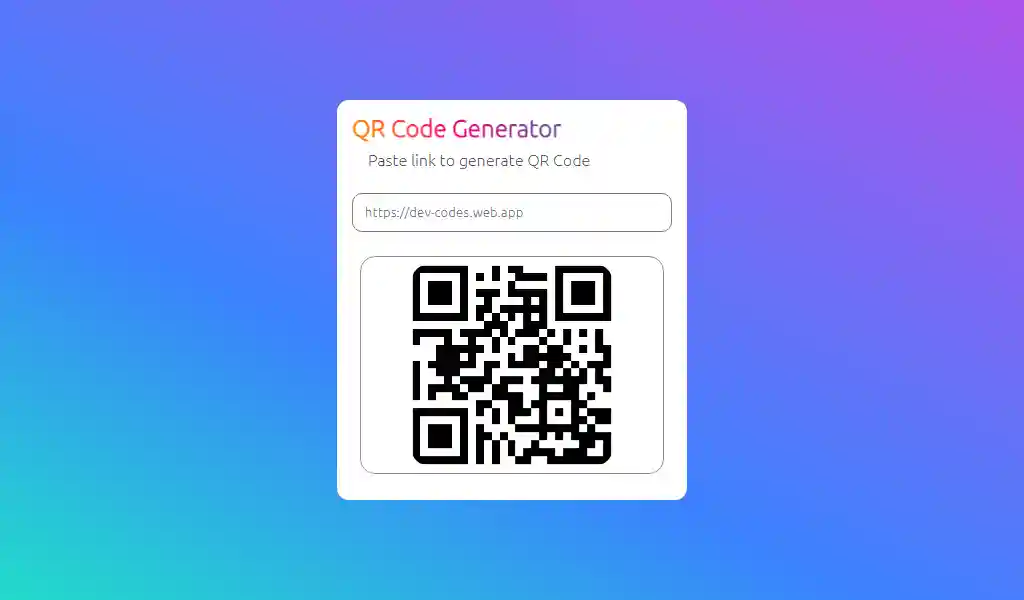 QR Code Generator
Paste link to generate QR Code
https://dev-codes.web.app